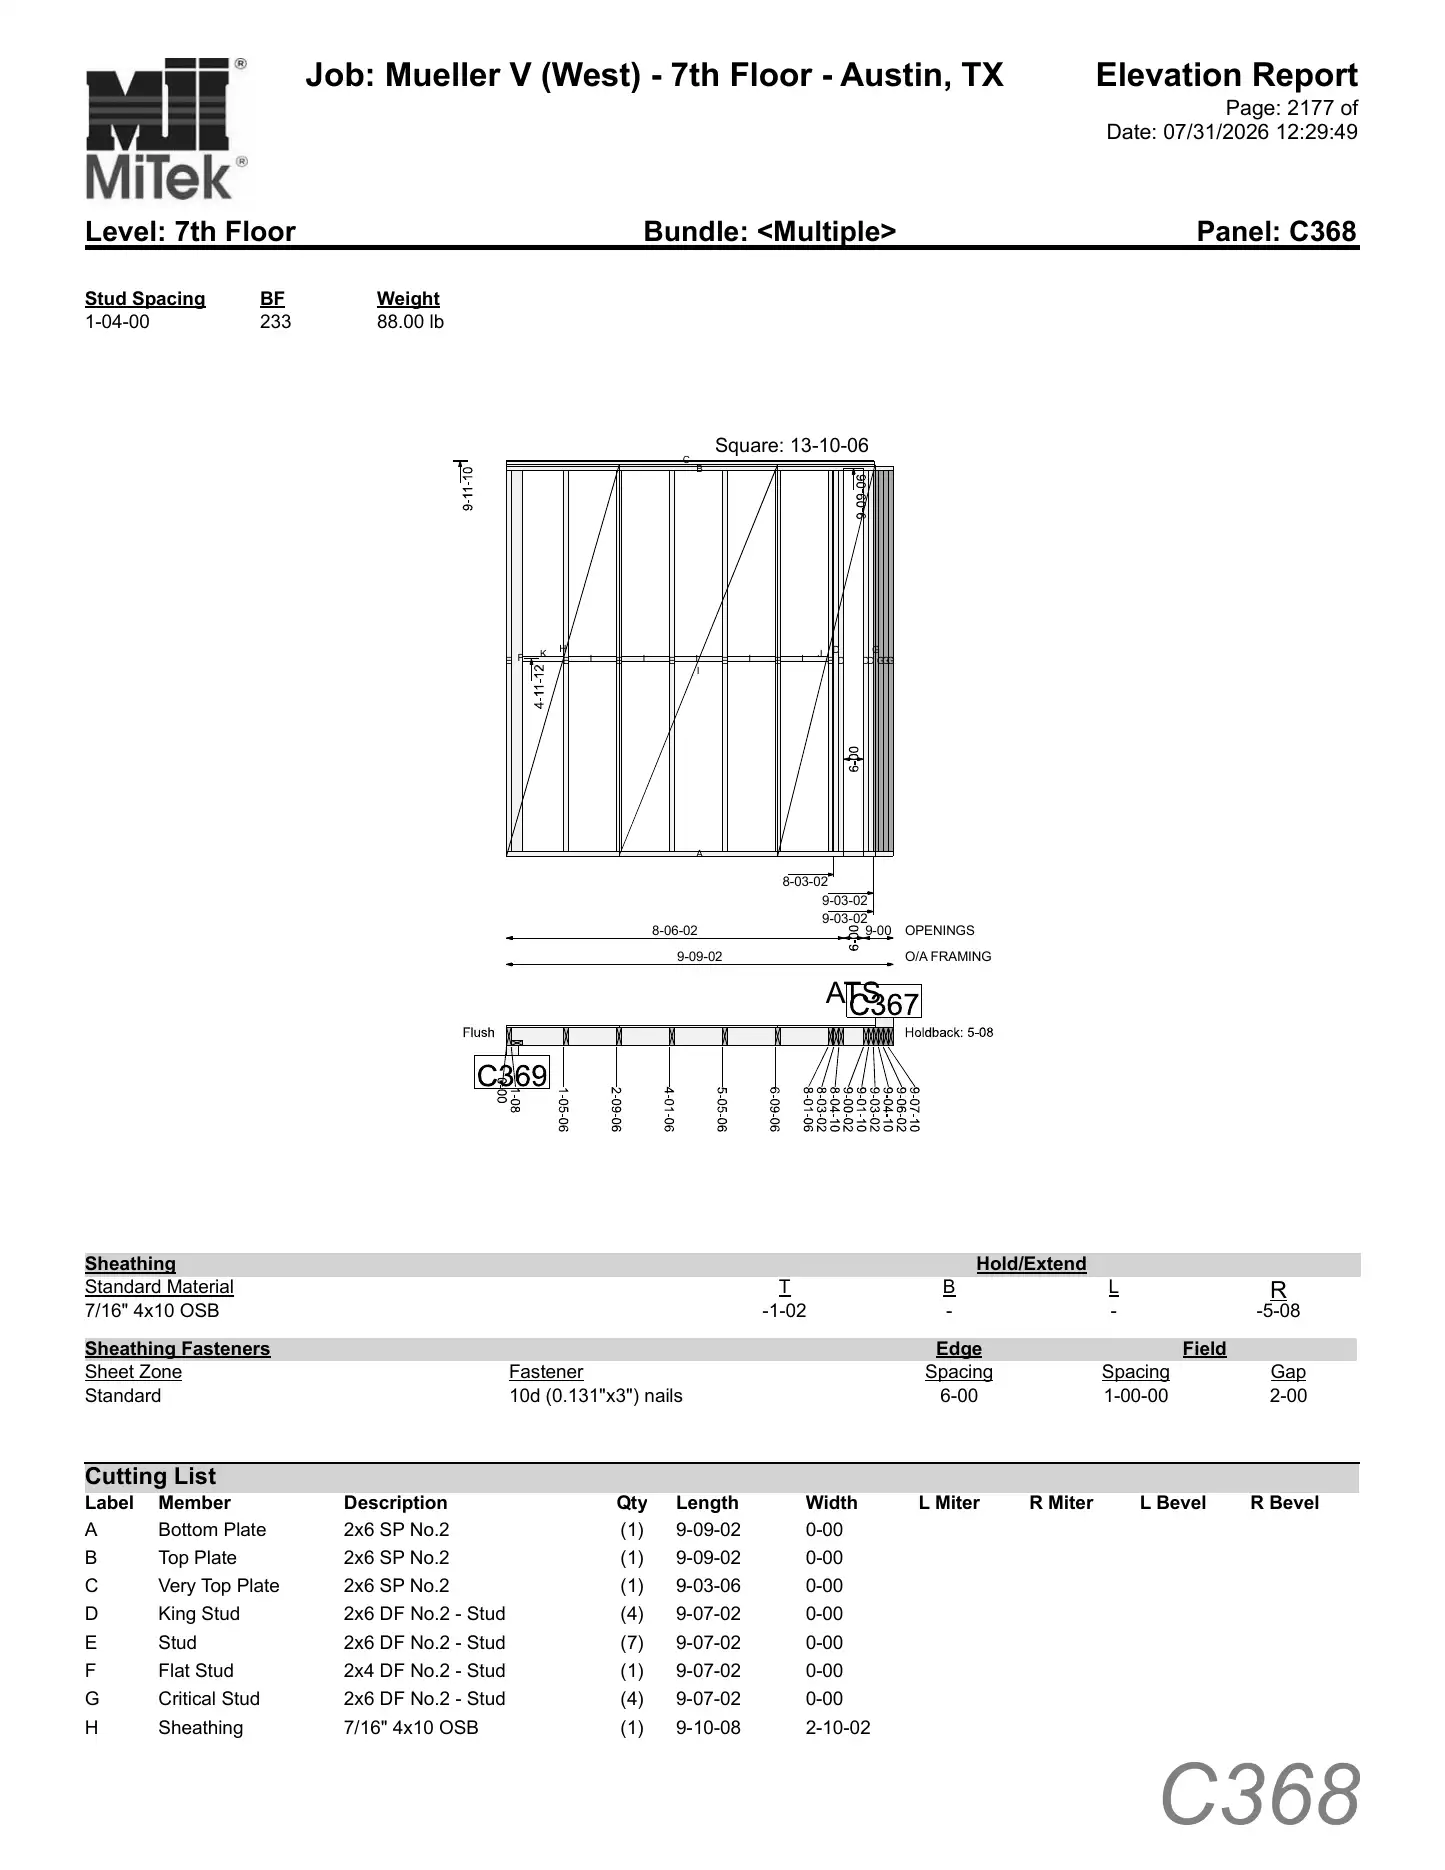 Job: Mueller V (West) - 7th Floor - Austin, TX
Elevation Report
Page: 2177 of
Date: 07/31/2026 12:29:49
MiTek®
Level: 7th Floor Bundle: <Multiple> Panel: C368
Stud Spacing BF Weight
1-04-00 233 88.00 lb
Square: 13-10-06
C
B
9-11-10
9-09-06
H
K
F
J
D
G
I
4-11-12
9-00
A
8-03-02
9-03-02
9-03-02
8-06-02 9-00 9-00 OPENINGS
9-09-02 O/A FRAMING
ATS
C367
Flush Holdback: 5-08
C369
0-00 1-08 1-05-06 2-09-06 4-01-06 5-05-06 6-09-06 8-01-06 8-03-02 8-04-10 9-00-02 9-01-10 9-03-02 9-04-10 9-06-02 9-07-10
Sheathing Hold/Extend
Standard Material T B L R
7/16" 4x10 OSB -1-02 - - -5-08
Sheathing Fasteners Edge Field
Sheet Zone Fastener Spacing Spacing Gap
Standard 10d (0.131"x3") nails 6-00 1-00-00 2-00
Cutting List
Label Member Description Qty Length Width L Miter R Miter L Bevel R Bevel
A Bottom Plate 2x6 SP No.2 (1) 9-09-02 0-00
B Top Plate 2x6 SP No.2 (1) 9-09-02 0-00
C Very Top Plate 2x6 SP No.2 (1) 9-03-06 0-00
D King Stud 2x6 DF No.2 - Stud (4) 9-07-02 0-00
E Stud 2x6 DF No.2 - Stud (7) 9-07-02 0-00
F Flat Stud 2x4 DF No.2 - Stud (1) 9-07-02 0-00
G Critical Stud 2x6 DF No.2 - Stud (4) 9-07-02 0-00
H Sheathing 7/16" 4x10 OSB (1) 9-10-08 2-10-02
C368